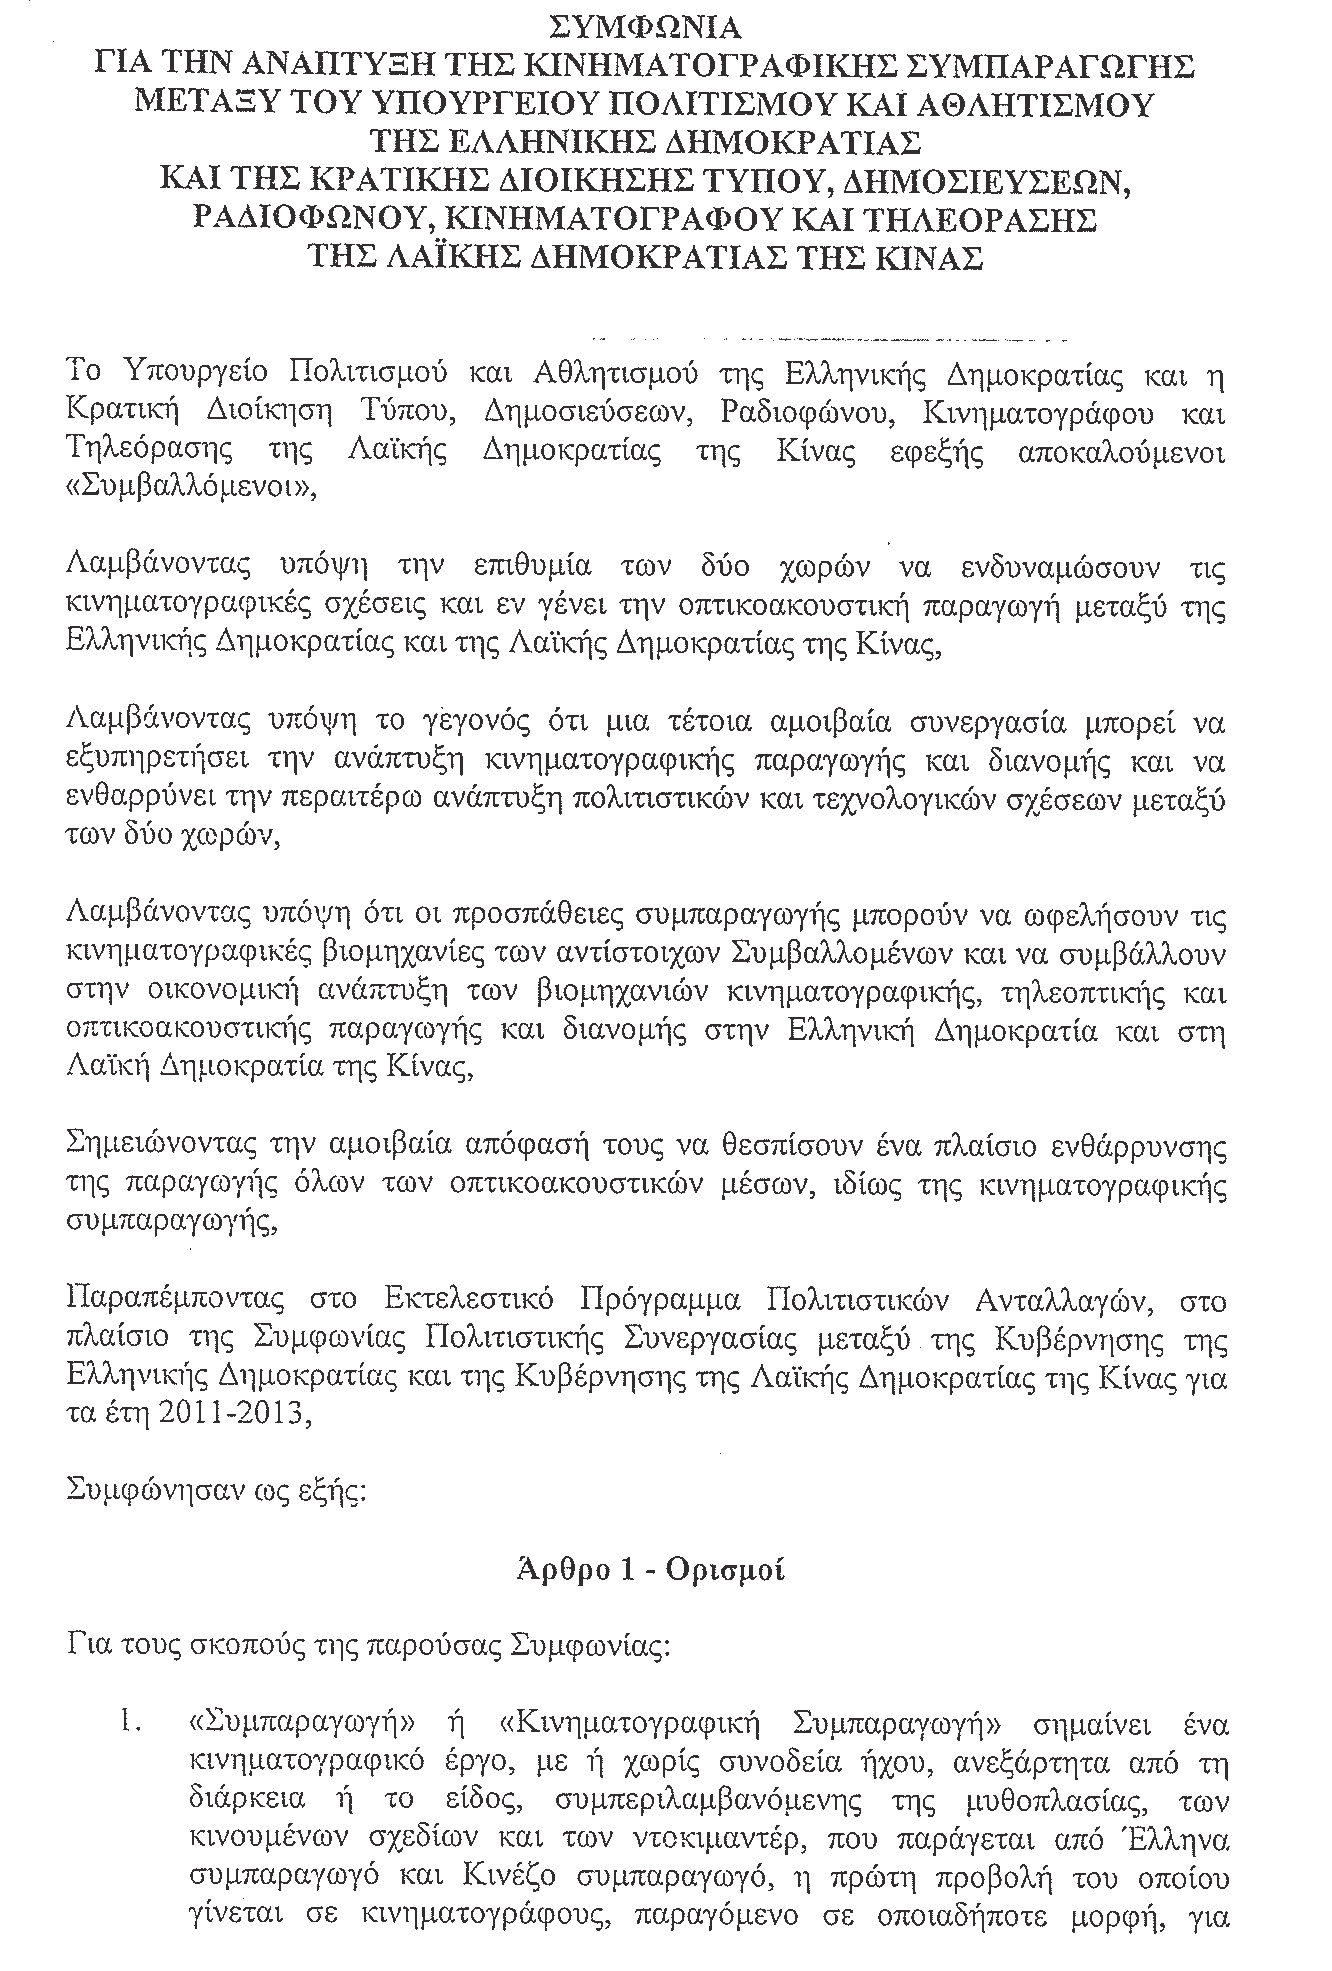 ΣΥΜΦΩΝΙΑ
ΓΙΑ ΤΗΝ ΑΝΑΠΤΥΞΗ ΤΗΣ ΚΙΝΗΜΑΤΟΓΡΑΦΙΚΗΣ ΣΥΜΠΑΡΑΓΩΓΗΣ
ΜΕΤΑΞΥ ΤΟΥ ΥΠΟΥΡΓΕΙΟΥ ΠΟΛΙΤΙΣΜΟΥ ΚΑΙ ΑΘΛΗΤΙΣΜΟΥ
ΤΗΣ ΕΛΛΗΝΙΚΗΣ ΔΗΜΟΚΡΑΤΙΑΣ
ΚΑΙ ΤΗΣ ΚΡΑΤΙΚΗΣ ΔΙΟΙΚΗΣΗΣ ΤΥΠΟΥ, ΔΗΜΟΣΙΕΥΣΕΩΝ,
ΡΑΔΙΟΦΩΝΟΥ, ΚΙΝΗΜΑΤΟΓΡΑΦΟΥ ΚΑΙ ΤΗΛΕΟΡΑΣΗΣ
ΤΗΣ ΛΑΪΚΗΣ ΔΗΜΟΚΡΑΤΙΑΣ ΤΗΣ ΚΙΝΑΣ
Το Υπουργείο Πολιτισμού και Αθλητισμού της Ελληνικής Δημοκρατίας και η
Κρατική Διοίκηση Τύπου, Δημοσιεύσεων, Ραδιοφώνου, Κινηματογράφου και
Τηλεόρασης της Λαϊκής Δημοκρατίας της Κίνας εφεξής αποκαλούμενοι
«Συμβαλλόμενοι»,
Λαμβάνοντας υπόψη την επιθυμία των δύο χωρών να ενδυναμώσουν τις
κινηματογραφικές σχέσεις και εν γένει την οπτικοακουστική παραγωγή μεταξύ της
Ελληνικής Δημοκρατίας και της Λαϊκής Δημοκρατίας της Κίνας,
Λαμβάνοντας υπόψη το γεγονός ότι μια τέτοια αμοιβαία συνεργασία μπορεί να
εξυπηρετήσει την ανάπτυξη κινηματογραφικής παραγωγής και διανομής και να
ενθαρρύνει την περαιτέρω ανάπτυξη πολιτιστικών και τεχνολογικών σχέσεων μεταξύ
των δύο χωρών,
Λαμβάνοντας υπόψη ότι οι προσπάθειες συμπαραγωγής μπορούν να ωφελήσουν τις
κινηματογραφικές βιομηχανίες των αντίστοιχων Συμβαλλομένων και να συμβάλλουν
στην οικονομική ανάπτυξη των βιομηχανιών κινηματογραφικής, τηλεοπτικής και
οπτικοακουστικής παραγωγής και διανομής στην Ελληνική Δημοκρατία και στη
Λαϊκή Δημοκρατία της Κίνας,
Σημειώνοντας την αμοιβαία απόφασή τους να θεσπίσουν ένα πλαίσιο ενθάρρυνσης
της παραγωγής όλων των οπτικοακουστικών μέσων, ιδίως της κινηματογραφικής
συμπαραγωγής,
Παραπέμποντας στο Εκτελεστικό Πρόγραμμα Πολιτιστικών Ανταλλαγών, στο
πλαίσιο της Συμφωνίας Πολιτιστικής Συνεργασίας μεταξύ της Κυβέρνησης της
Ελληνικής Δημοκρατίας και της Κυβέρνησης της Λαϊκής Δημοκρατίας της Κίνας για
τα έτη 2011-2013,
Συμφώνησαν ως εξής:
Άρθρο 1 - Ορισμοί
Για τους σκοπούς της παρούσας Συμφωνίας:
1. «Συμπαραγωγή» ή «Κινηματογραφική Συμπαραγωγή» σημαίνει ένα
κινηματογραφικό έργο, με ή χωρίς συνοδεία ήχου, ανεξάρτητα από τη
διάρκεια ή το είδος, συμπεριλαμβανόμενης της μυθοπλασίας, των
κινουμένων σχεδίων και των ντοκιμαντέρ, που παράγεται από Έλληνα
συμπαραγωγό και Κινέζο συμπαραγωγό, η πρώτη προβολή του οποίου
γίνεται σε κινηματογράφους, παραγόμενο σε οποιαδήποτε μορφή, για